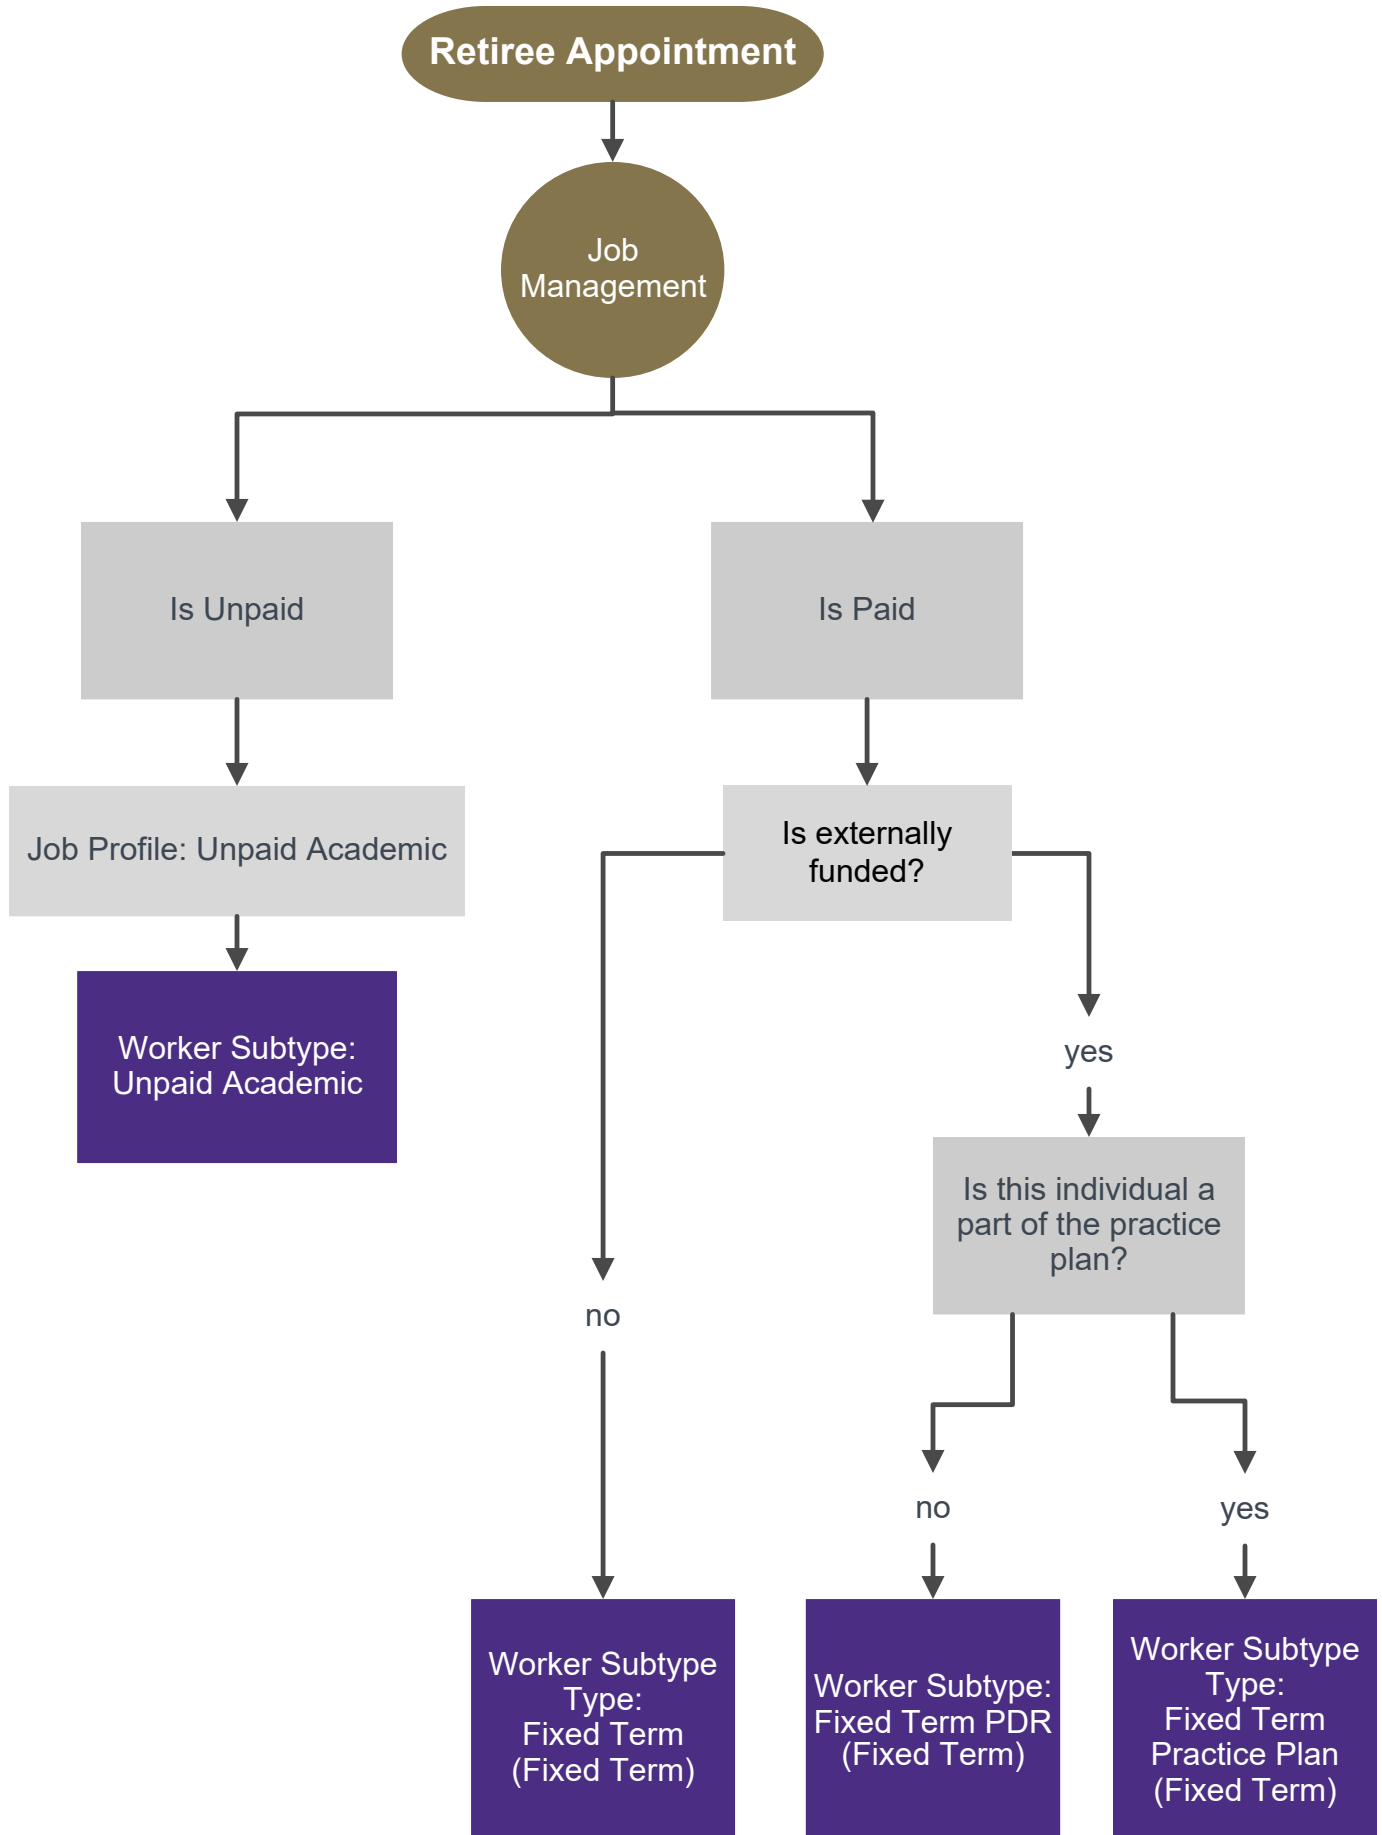 Retiree Appointment
Job
Management
Is Unpaid
Is Paid
Job Profile: Unpaid Academic
Is externally
funded?
Worker Subtype:
Unpaid Academic
yes
Is this individual a
part of the practice
plan?
no
no
yes
Worker Subtype
Type:
Fixed Term
(Fixed Term)
Worker Subtype:
Fixed Term PDR
(Fixed Term)
Worker Subtype
Type:
Fixed Term
Practice Plan
(Fixed Term)